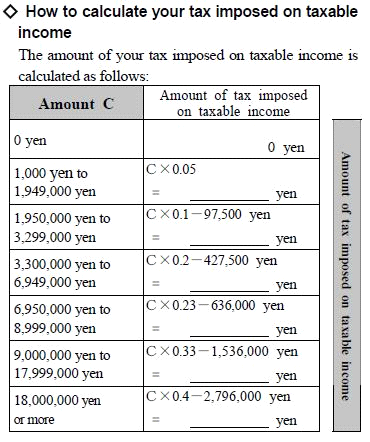 ◇ How to calculate your tax imposed on taxable
income
The amount of your tax imposed on taxable income is
calculated as follows:
Amount C
Amount of tax imposed
on taxable income
0 yen
0 yen
1,000 yen to
1,949,000 yen
C×0.05
= ________ yen
1,950,000 yen to
3,299,000 yen
C×0.1−97,500 yen
= ________ yen
3,300,000 yen to
6,949,000 yen
C×0.2−427,500 yen
= ________ yen
6,950,000 yen to
8,999,000 yen
C×0.23−636,000 yen
= ________ yen
9,000,000 yen to
17,999,000 yen
C×0.33−1,536,000 yen
= ________ yen
18,000,000 yen
or more
C×0.4−2,796,000 yen
= ________ yen
Amount of tax imposed on taxable income